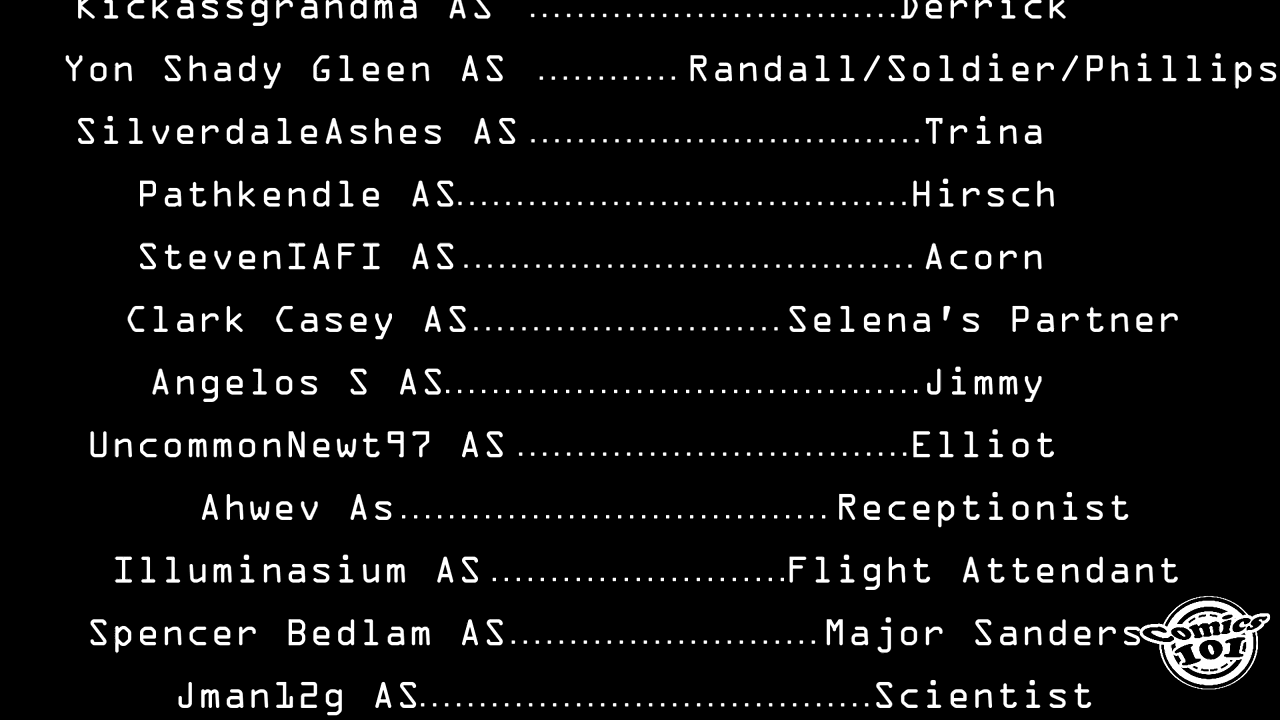 Kickassgrandma AS ...............................Derrick
Yon Shady Gleen AS ............ Randall/Soldier/Phillips
SilverdaleAshes AS .................................Trina
Pathkendle AS......................................Hirsch
StevenIAFI AS...................................... Acorn
Clark Casey AS.......................... Selena's Partner
Angelos S AS........................................Jimmy
UncommonNewt97 AS .................................Elliot
Ahwev As.................................... Receptionist
Illuminasium AS .........................Flight Attendant
Spencer Bedlam AS.......................... Major Sanders
Jman12g AS......................................Scientist
Comics 101